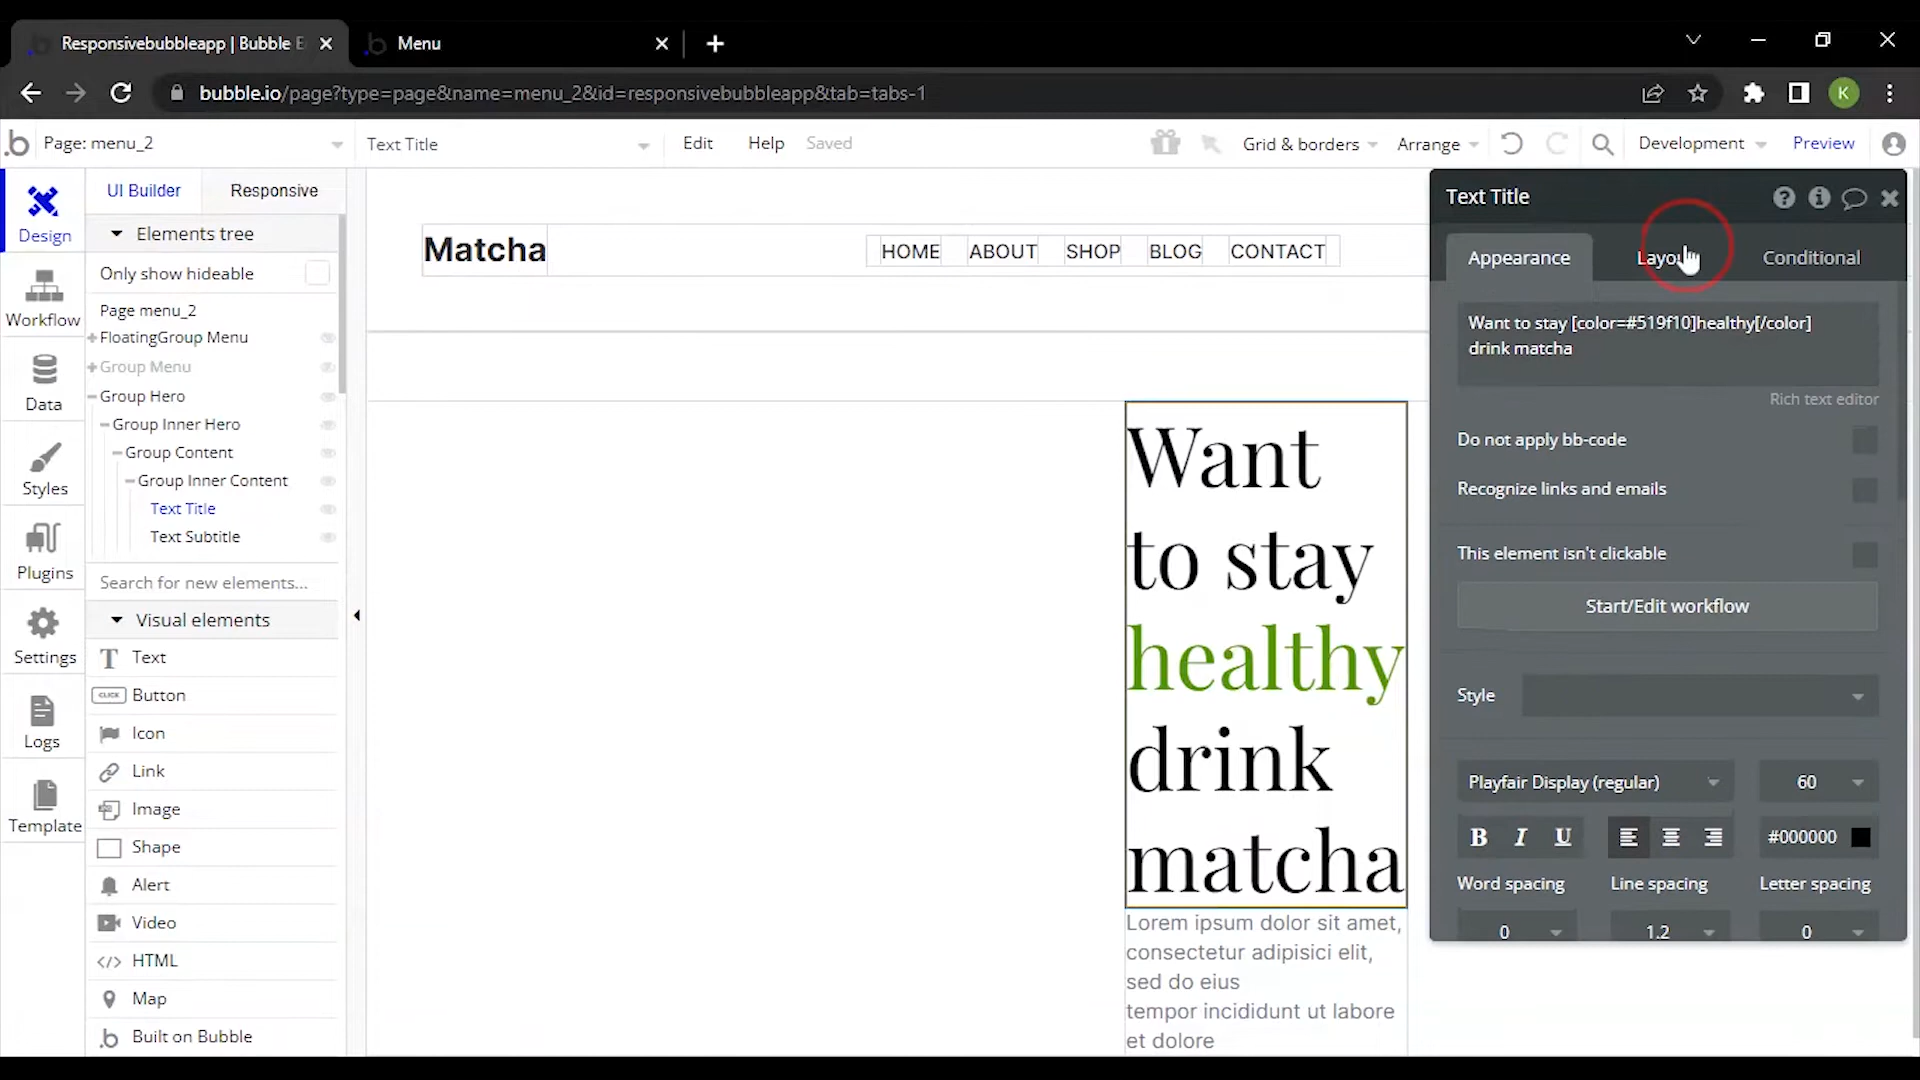 Responsivebubbleapp | Bubble E
Menu
bubble.io/page?type=page&name=menu_2&id=responsivebubbleapp&tab=tabs-1
K
Page: menu_2
Text Title
Edit
Help
Saved
Grid & borders
Arrange
Development
Preview
Design
Workflow
Data
Styles
Plugins
Settings
Logs
Template
UI Builder
Responsive
Elements tree
Only show hideable
Page menu_2
FloatingGroup Menu
Group Menu
Group Hero
Group Inner Hero
Group Content
Group Inner Content
Text Title
Text Subtitle
Search for new elements...
Visual elements
Text
CLICK Button
Icon
Link
Image
Shape
Alert
Video
HTML
Map
Built on Bubble
Matcha
HOME
ABOUT
SHOP
BLOG
CONTACT
Want
to stay
healthy
drink
matcha
Lorem ipsum dolor sit amet,
consectetur adipisici elit,
sed do eius
tempor incididunt ut labore
et dolore
Text Title
Appearance
Layout
Conditional
Want to stay [color=#519f10]healthy[/color]
drink matcha
Rich text editor
Do not apply bb-code
Recognize links and emails
This element isn't clickable
Start/Edit workflow
Style
Playfair Display (regular)
60
B I U
#000000
Word spacing
Line spacing
Letter spacing
0
1.2
0